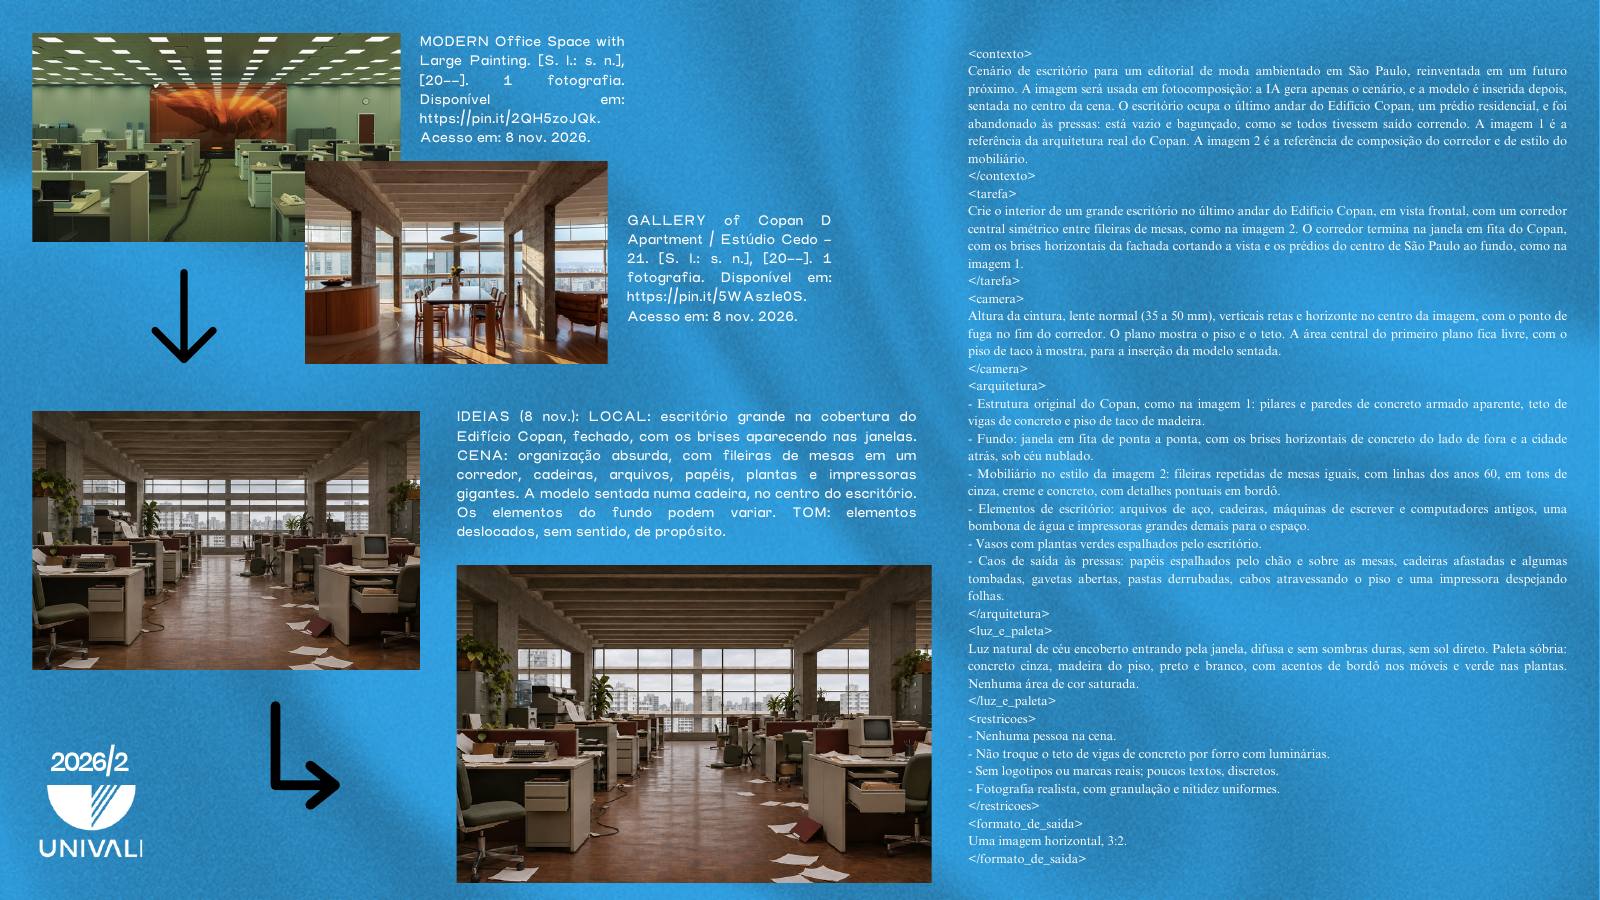 MODERN Office Space with
Large Painting. [S. l.: s. n.],
[20--]. 1 fotografia.
Disponível em:
https://pin.it/2QH5zoJQk.
Acesso em: 8 nov. 2026.
GALLERY of Copan D
Apartment / Estúdio Cedo -
21. [S. l.: s. n.], [20--]. 1
fotografia. Disponível em:
https://pin.it/5WAszIe0S.
Acesso em: 8 nov. 2026.
IDEIAS (8 nov.): LOCAL: escritório grande na cobertura do
Edifício Copan, fechado, com os brises aparecendo nas janelas.
CENA: organização absurda, com fileiras de mesas em um
corredor, cadeiras, arquivos, papéis, plantas e impressoras
gigantes. A modelo sentada numa cadeira, no centro do escritório.
Os elementos do fundo podem variar. TOM: elementos
deslocados, sem sentido, de propósito.
2026/2
UNIVALI
<contexto>
Cenário de escritório para um editorial de moda ambientado em São Paulo, reinventada em um futuro
próximo. A imagem será usada em fotocomposição: a IA gera apenas o cenário, e a modelo é inserida depois,
sentada no centro da cena. O escritório ocupa o último andar do Edifício Copan, um prédio residencial, e foi
abandonado às pressas: está vazio e bagunçado, como se todos tivessem saído correndo. A imagem 1 é a
referência da arquitetura real do Copan. A imagem 2 é a referência de composição do corredor e de estilo do
mobiliário.
</contexto>
<tarefa>
Crie o interior de um grande escritório no último andar do Edifício Copan, em vista frontal, com um corredor
central simétrico entre fileiras de mesas, como na imagem 2. O corredor termina na janela em fita do Copan,
com os brises horizontais da fachada cortando a vista e os prédios do centro de São Paulo ao fundo, como na
imagem 1.
</tarefa>
<camera>
Altura da cintura, lente normal (35 a 50 mm), verticais retas e horizonte no centro da imagem, com o ponto de
fuga no fim do corredor. O plano mostra o piso e o teto. A área central do primeiro plano fica livre, com o
piso de taco à mostra, para a inserção da modelo sentada.
</camera>
<arquitetura>
- Estrutura original do Copan, como na imagem 1: pilares e paredes de concreto armado aparente, teto de
vigas de concreto e piso de taco de madeira.
- Fundo: janela em fita de ponta a ponta, com os brises horizontais de concreto do lado de fora e a cidade
atrás, sob céu nublado.
- Mobiliário no estilo da imagem 2: fileiras repetidas de mesas iguais, com linhas dos anos 60, em tons de
cinza, creme e concreto, com detalhes pontuais em bordô.
- Elementos de escritório: arquivos de aço, cadeiras, máquinas de escrever e computadores antigos, uma
bombona de água e impressoras grandes demais para o espaço.
- Vasos com plantas verdes espalhados pelo escritório.
- Caos de saída às pressas: papéis espalhados pelo chão e sobre as mesas, cadeiras afastadas e algumas
tombadas, gavetas abertas, pastas derrubadas, cabos atravessando o piso e uma impressora despejando
folhas.
</arquitetura>
<luz_e_paleta>
Luz natural de céu encoberto entrando pela janela, difusa e sem sombras duras, sem sol direto. Paleta sóbria:
concreto cinza, madeira do piso, preto e branco, com acentos de bordô nos móveis e verde nas plantas.
Nenhuma área de cor saturada.
</luz_e_paleta>
<restricoes>
- Nenhuma pessoa na cena.
- Não troque o teto de vigas de concreto por forro com luminárias.
- Sem logotipos ou marcas reais; poucos textos, discretos.
- Fotografia realista, com granulação e nitidez uniformes.
</restricoes>
<formato_de_saida>
Uma imagem horizontal, 3:2.
</formato_de_saida>